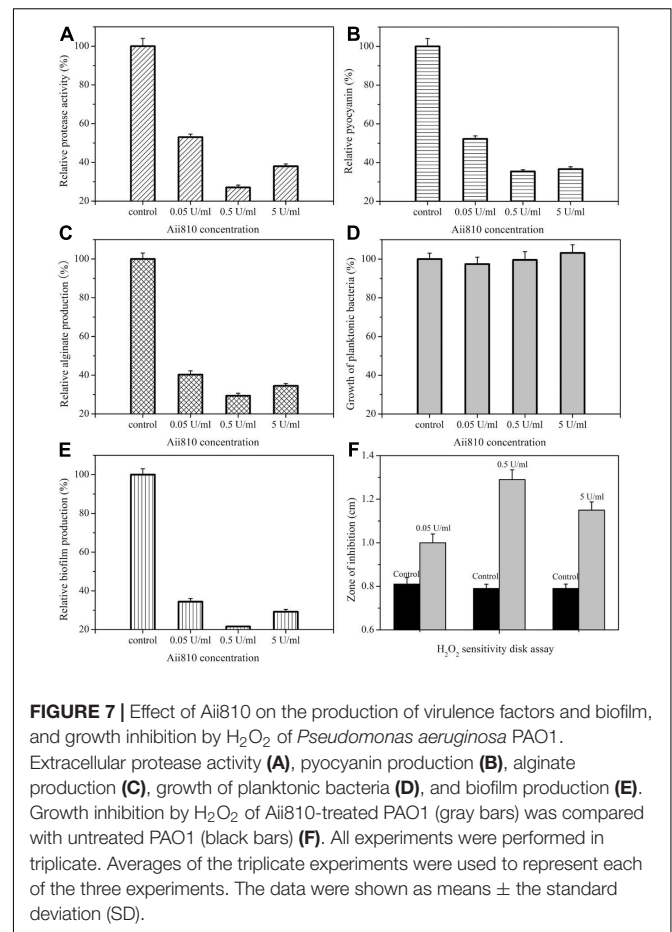 A
B
Relative protease activity (%)
100
80
60
40
20
control 0.05 U/ml 0.5 U/ml 5 U/ml
Aii810 concentration
Relative pyocyanin (%)
100
80
60
40
20
control 0.05 U/ml 0.5 U/ml 5 U/ml
Aii810 concentration
C
D
Relative alginate production (%)
100
80
60
40
20
control 0.05 U/ml 0.5 U/ml 5 U/ml
Aii810 concentration
Growth of planktonic bacteria (%)
100
80
60
40
20
control 0.05 U/ml 0.5 U/ml 5 U/ml
Aii810 concentration
E
F
Relative biofilm production (%)
100
80
60
40
20
control 0.05 U/ml 0.5 U/ml 5 U/ml
Aii810 concentration
Zone of inhibition (cm)
1.4
1.2
1.0
0.8
0.6
Control 0.05 U/ml
Control 0.5 U/ml
Control 5 U/ml
H₂O₂ sensitivity disk assay
FIGURE 7 | Effect of Aii810 on the production of virulence factors and biofilm,
and growth inhibition by H₂O₂ of Pseudomonas aeruginosa PAO1.
Extracellular protease activity (A), pyocyanin production (B), alginate
production (C), growth of planktonic bacteria (D), and biofilm production (E).
Growth inhibition by H₂O₂ of Aii810-treated PAO1 (gray bars) was compared
with untreated PAO1 (black bars) (F). All experiments were performed in
triplicate. Averages of the triplicate experiments were used to represent each
of the three experiments. The data were shown as means ± the standard
deviation (SD).